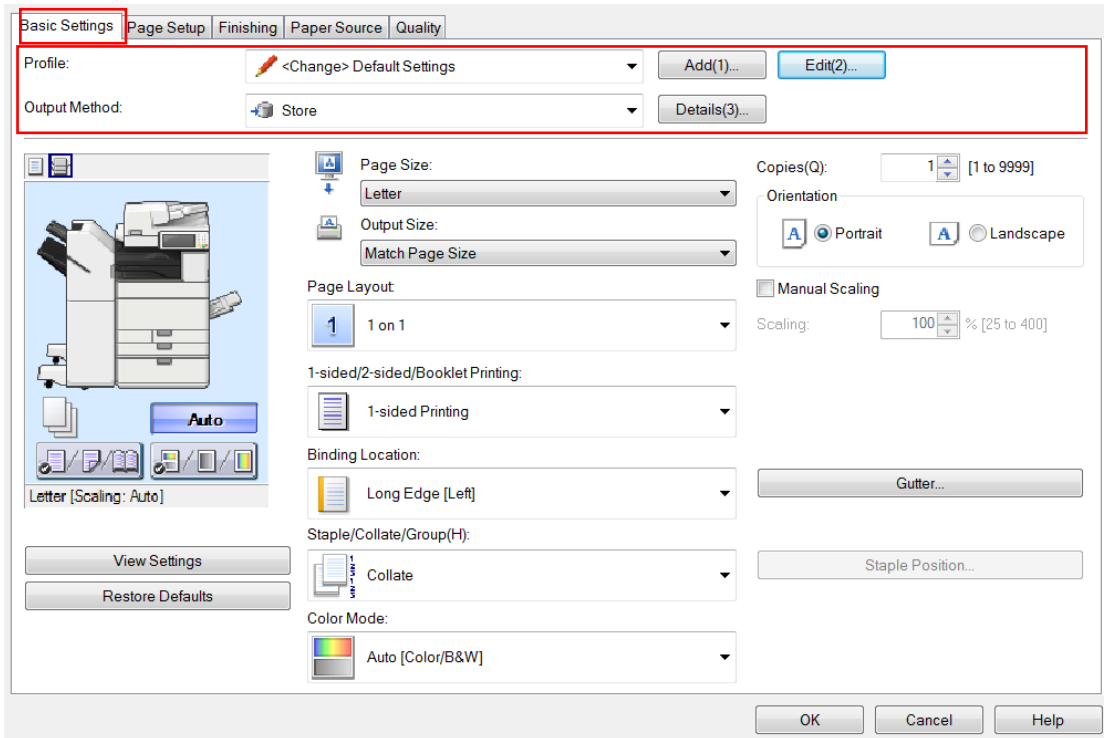 Basic Settings Page Setup Finishing Paper Source Quality
Profile: <Change> Default Settings Add(1)... Edit(2)...
Output Method: Store Details(3)...
Page Size:
Letter
Output Size:
Match Page Size
Page Layout:
1 on 1
1-sided/2-sided/Booklet Printing:
1-sided Printing
Binding Location:
Long Edge [Left]
Staple/Collate/Group(H):
Collate
Color Mode:
Auto [Color/B&W]
Copies(Q): 1 [1 to 9999]
Orientation
A Portrait A Landscape
Manual Scaling
Scaling: 100 % [25 to 400]
Gutter...
Staple Position...
Auto
Letter [Scaling: Auto]
View Settings
Restore Defaults
OK Cancel Help